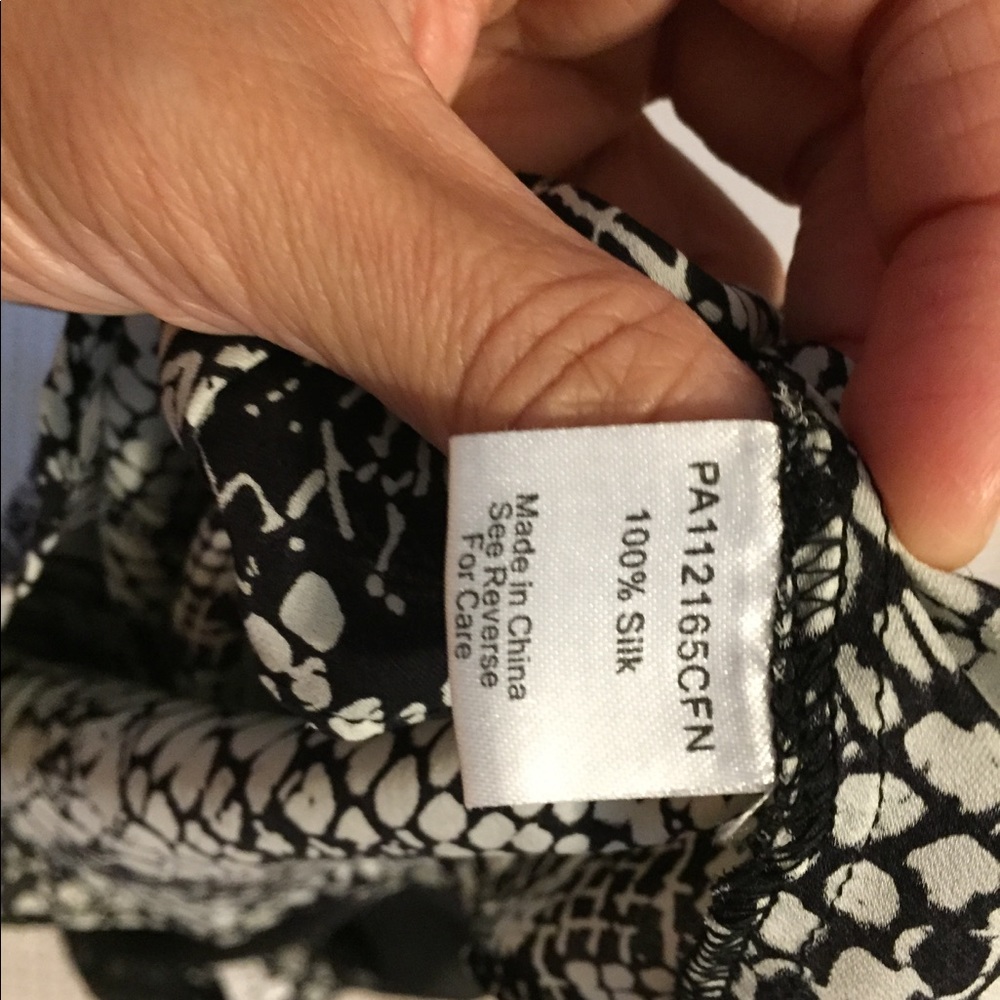 PA112165CFN
100% Silk
Made in China
See Reverse
For Care